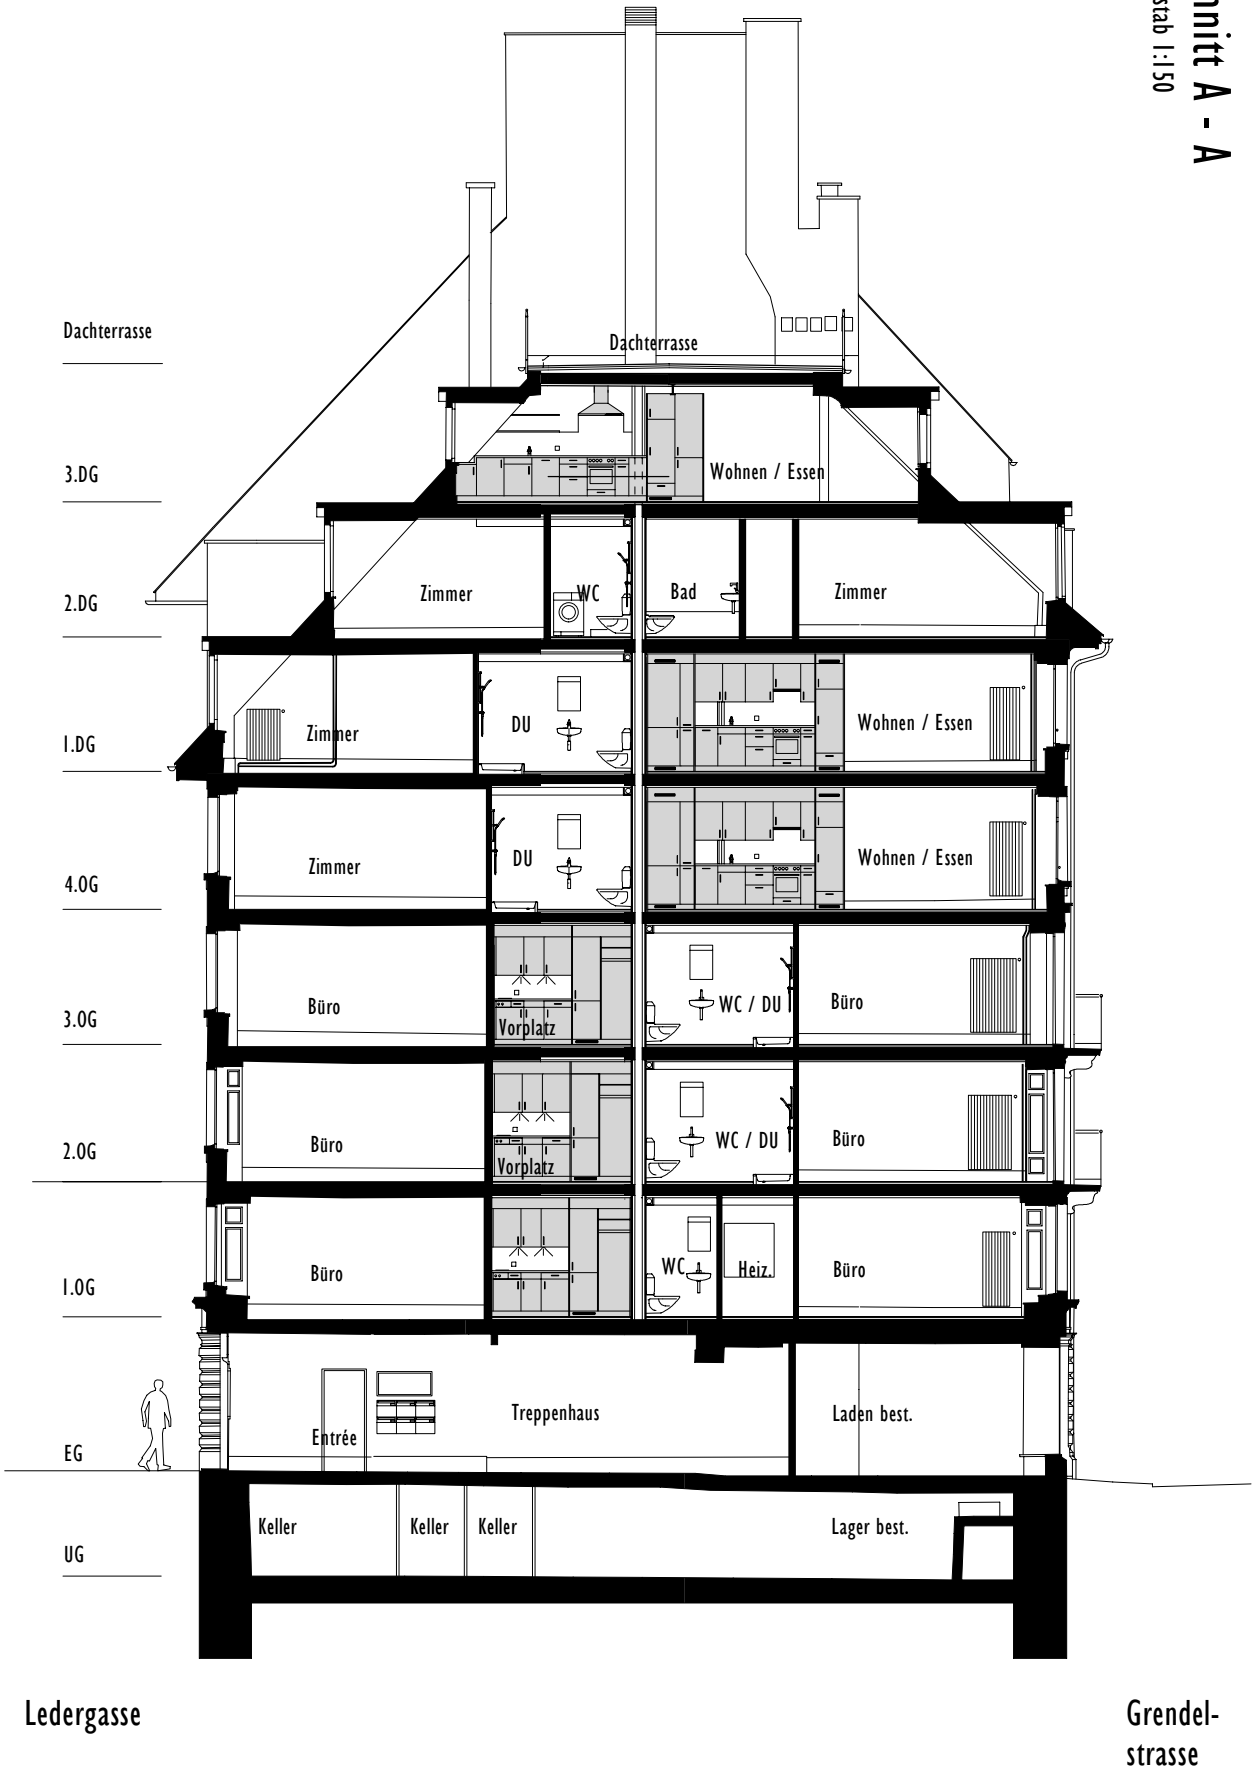 A - A
1:150
Dachterrasse
Dachterrasse
3.DG
Wohnen / Essen
2.DG
Zimmer
WC
Bad
Zimmer
1.DG
Zimmer
DU
Wohnen / Essen
4.OG
Zimmer
DU
Wohnen / Essen
3.OG
Büro
Vorplatz
WC / DU
Büro
2.OG
Büro
Vorplatz
WC / DU
Büro
1.OG
Büro
WC
Heiz.
Büro
EG
Entrée
Treppenhaus
Laden best.
UG
Keller
Keller
Keller
Lager best.
Ledergasse
Grendel-
strasse